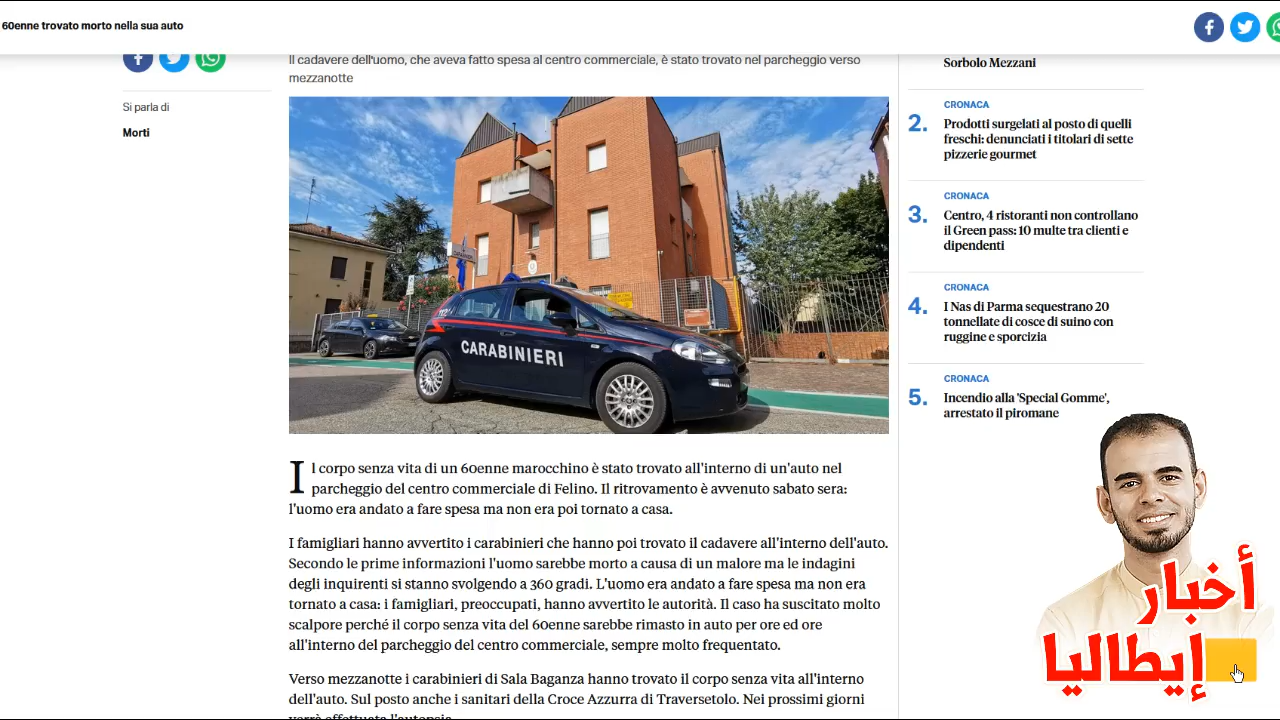 60enne trovato morto nella sua auto
Si parla di
Morti
Il cadavere dell'uomo, che aveva fatto spesa al centro commerciale, è stato trovato nel parcheggio verso
mezzanotte
CARABINIERI
Il corpo senza vita di un 60enne marocchino è stato trovato all'interno di un'auto nel
parcheggio del centro commerciale di Felino. Il ritrovamento è avvenuto sabato sera:
l'uomo era andato a fare spesa ma non era poi tornato a casa.
I famigliari hanno avvertito i carabinieri che hanno poi trovato il cadavere all'interno dell'auto.
Secondo le prime informazioni l'uomo sarebbe morto a causa di un malore ma le indagini
degli inquirenti si stanno svolgendo a 360 gradi. L'uomo era andato a fare spesa ma non era
tornato a casa: i famigliari, preoccupati, hanno avvertito le autorità. Il caso ha suscitato molto
scalpore perché il corpo senza vita del 60enne sarebbe rimasto in auto per ore ed ore
all'interno del parcheggio del centro commerciale, sempre molto frequentato.
Verso mezzanotte i carabinieri di Sala Baganza hanno trovato il corpo senza vita all'interno
dell'auto. Sul posto anche i sanitari della Croce Azzurra di Traversetolo. Nei prossimi giorni
verrà effettuata l'autopsia.
Sorbolo Mezzani
CRONACA
2. Prodotti surgelati al posto di quelli
freschi: denunciati i titolari di sette
pizzerie gourmet
CRONACA
3. Centro, 4 ristoranti non controllano
il Green pass: 10 multe tra clienti e
dipendenti
CRONACA
4. I Nas di Parma sequestrano 20
tonnellate di cosce di suino con
ruggine e sporcizia
CRONACA
5. Incendio alla 'Special Gomme',
arrestato il piromane
أخبار
إيطاليا